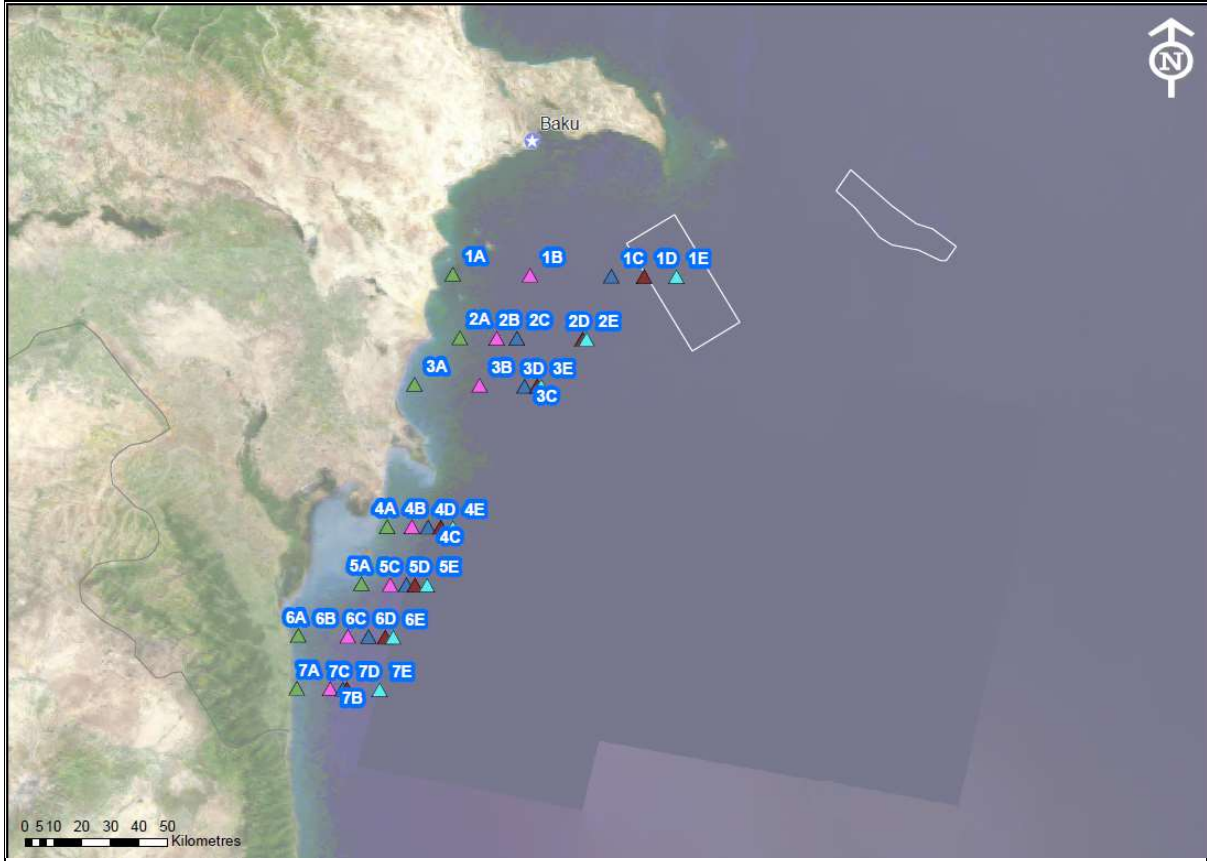 N
Baku
1A 1B 1C 1D 1E
2A 2B 2C 2D 2E
3A 3B 3D 3E
3C
4A 4B 4D 4E
4C
5A 5C 5D 5E
6A 6B 6C 6D 6E
7A 7C 7D 7E
7B
0 5 10 20 30 40 50
Kilometres